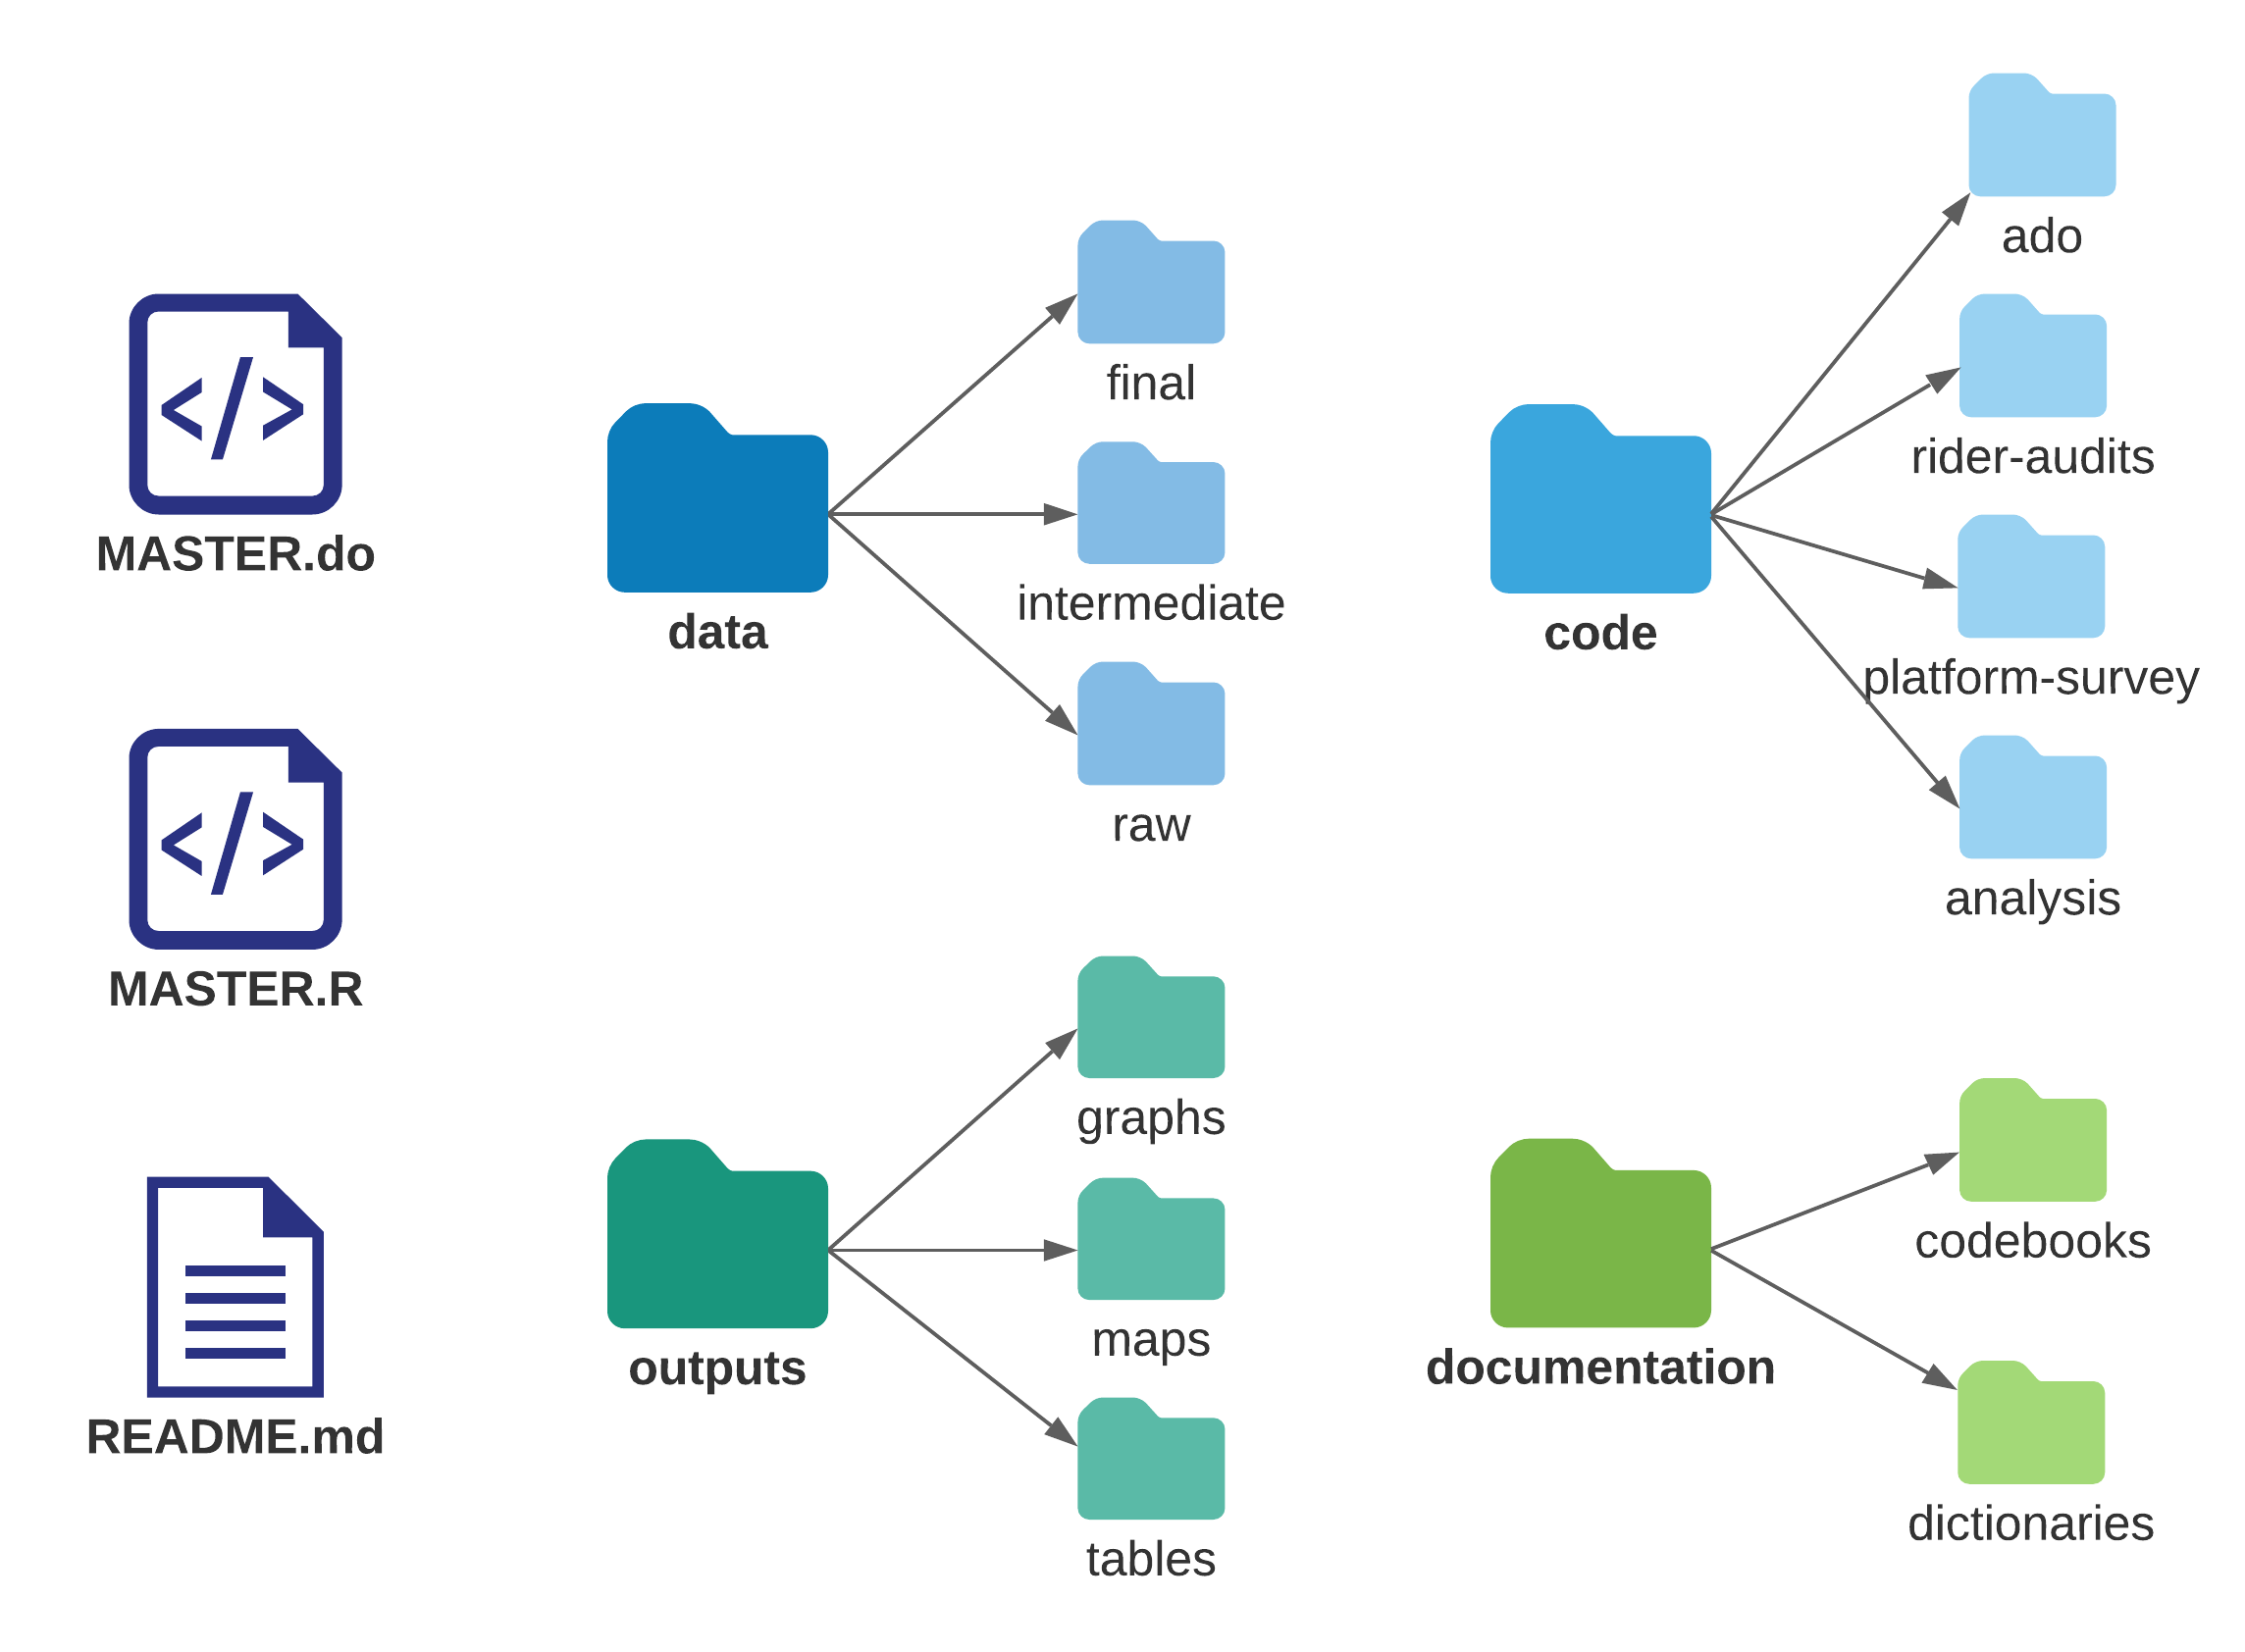 MASTER.do
MASTER.R
README.md
data
final
intermediate
raw
code
ado
rider-audits
platform-survey
analysis
outputs
graphs
maps
tables
documentation
codebooks
dictionaries